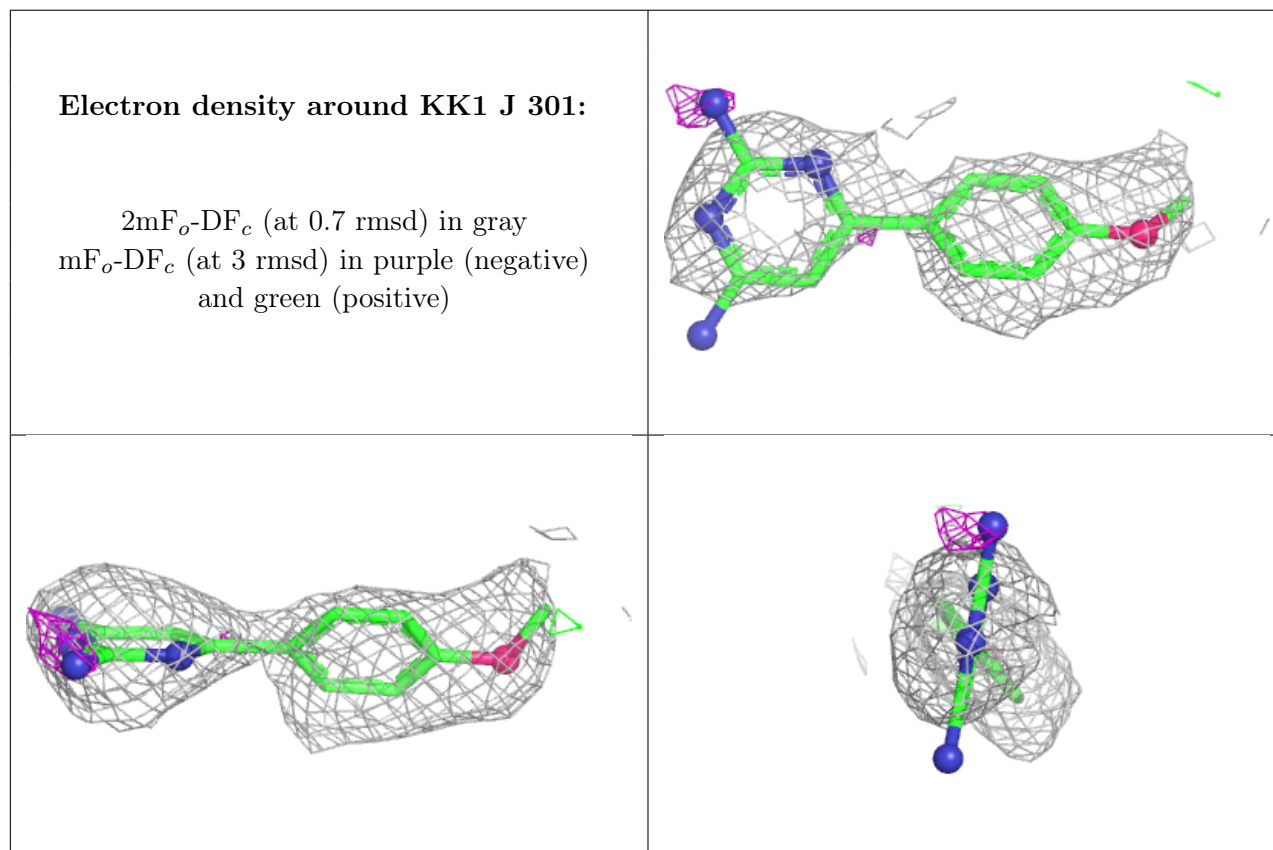 Electron density around KK1 J 301:
2mFo-DFc (at 0.7 rmsd) in gray
mFo-DFc (at 3 rmsd) in purple (negative)
and green (positive)